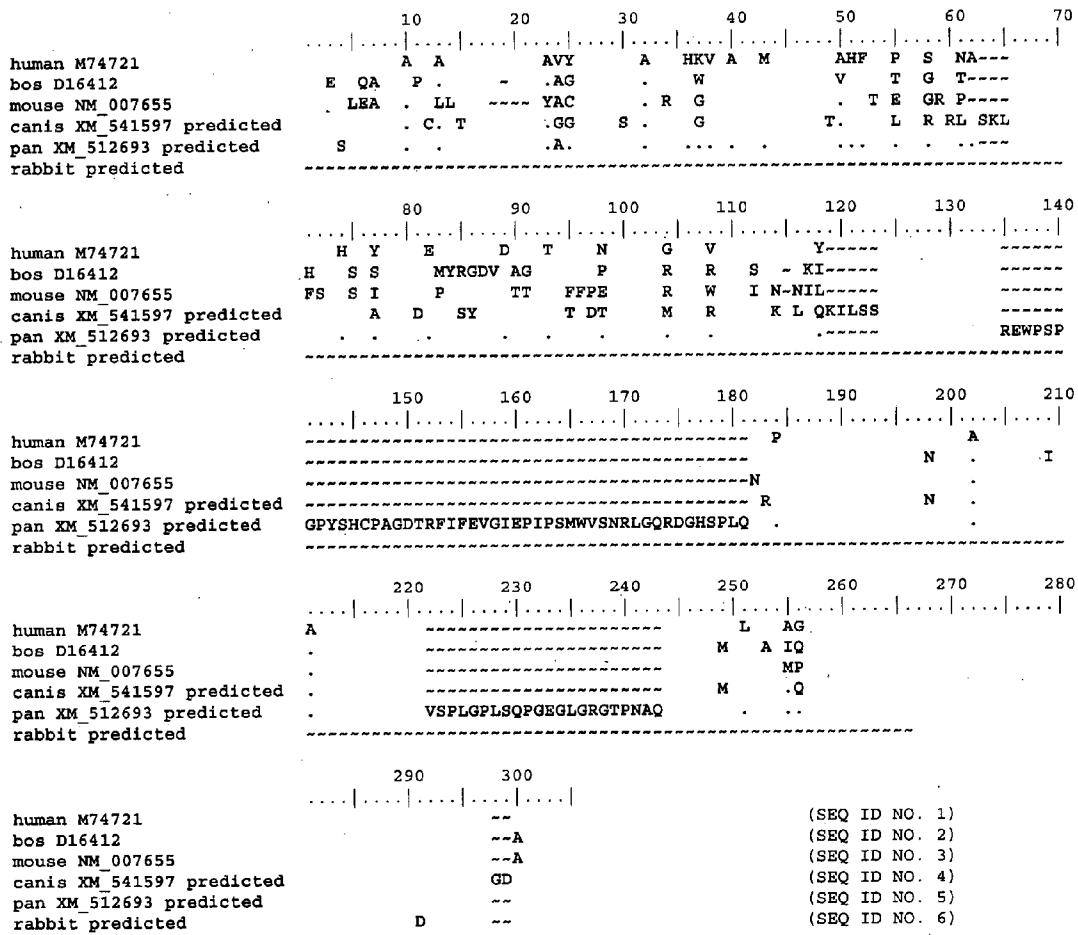 10 20 30 40 50 60 70
....|....|....|....|....|....|....|....|....|....|....|....|....|....|
human M74721 A A AVY A HKV A M AHF P S NA~~~
bos D16412 E QA P ~ .AG . W V T G T~~~
mouse NM_007655 . LEA . LL ~~~~ YAC . R G . T E GR P~~~~
canis XM_541597 predicted . C. T .GG S . G T. L R RL SKL
pan XM_512693 predicted S . . .A. . ... . . ... . . ..~~~
rabbit predicted ~~~~~~~~~~~~~~~~~~~~~~~~~~~~~~~~~~~~~~~~~~~~~~~~~~~~~~~~~~~~~~~~~~~~~~
80 90 100 110 120 130 140
....|....|....|....|....|....|....|....|....|....|....|....|....|....|
human M74721 H Y E D T N G V Y~~~~~ ~~~~~~
bos D16412 H S S MYRGDV AG P R R S ~ KI~~~~~ ~~~~~~
mouse NM_007655 FS S I P TT FFPE R W I N~NIL~~~~~ ~~~~~~
canis XM_541597 predicted A D SY T DT M R K L QKILSS ~~~~~~
pan XM_512693 predicted . . . . . . . . .~~~~~ REWPSP
rabbit predicted ~~~~~~~~~~~~~~~~~~~~~~~~~~~~~~~~~~~~~~~~~~~~~~~~~~~~~~~~~~~~~~~~~~~~~~
150 160 170 180 190 200 210
....|....|....|....|....|....|....|....|....|....|....|....|....|....|
human M74721 ~~~~~~~~~~~~~~~~~~~~~~~~~~~~~~~~~~~~~~~~~ P A
bos D16412 ~~~~~~~~~~~~~~~~~~~~~~~~~~~~~~~~~~~~~~~~~ N . I
mouse NM_007655 ~~~~~~~~~~~~~~~~~~~~~~~~~~~~~~~~~~~~~~~~~N .
canis XM_541597 predicted ~~~~~~~~~~~~~~~~~~~~~~~~~~~~~~~~~~~~~~~~~ R N .
pan XM_512693 predicted GPYSHCPAGDTRFIFEVGIEPIPSMWVSNRLGQRDGHSPLQ . .
rabbit predicted ~~~~~~~~~~~~~~~~~~~~~~~~~~~~~~~~~~~~~~~~~~~~~~~~~~~~~~~~~~~~~~~~~~~~~~
220 230 240 250 260 270 280
....|....|....|....|....|....|....|....|....|....|....|....|....|....|
human M74721 A ~~~~~~~~~~~~~~~~~~~~~~ L AG
bos D16412 . ~~~~~~~~~~~~~~~~~~~~~~ M A IQ
mouse NM_007655 . ~~~~~~~~~~~~~~~~~~~~~~ MP
canis XM_541597 predicted . ~~~~~~~~~~~~~~~~~~~~~~ M .Q
pan XM_512693 predicted . VSPLGPLSQPGEGLGRGTPNAQ . ..
rabbit predicted ~~~~~~~~~~~~~~~~~~~~~~~~~~~~~~~~~~~~~~~~~~~~~~~~~~~~~~~~
290 300
....|....|....|....|....|
human M74721 ~~ (SEQ ID NO. 1)
bos D16412 ~~A (SEQ ID NO. 2)
mouse NM_007655 ~~A (SEQ ID NO. 3)
canis XM_541597 predicted GD (SEQ ID NO. 4)
pan XM_512693 predicted ~~ (SEQ ID NO. 5)
rabbit predicted D ~~ (SEQ ID NO. 6)